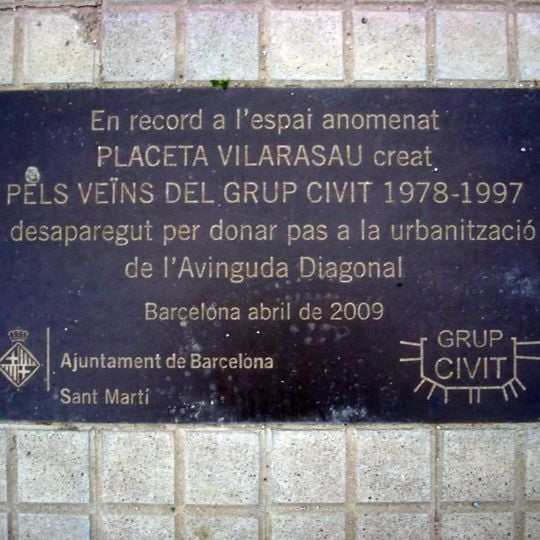 En record a l'espai anomenat
PLACETA VILARASAU creat
PELS VEÏNS DEL GRUP CIVIT 1978-1997
desaparegut per donar pas a la urbanització
de l'Avinguda Diagonal
Barcelona abril de 2009
Ajuntament de Barcelona
Sant Martí
GRUP
CIVIT